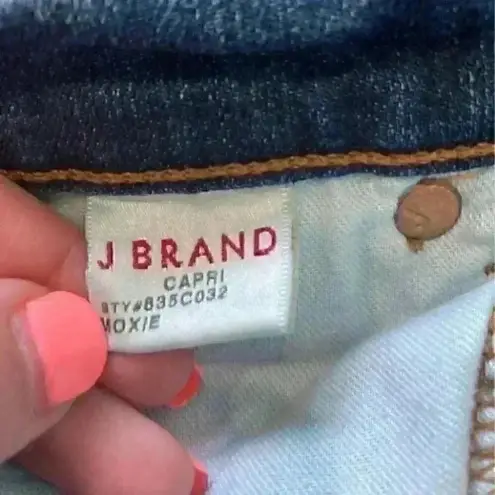 J BRAND
CAPRI
STY#835C032
MOXIE